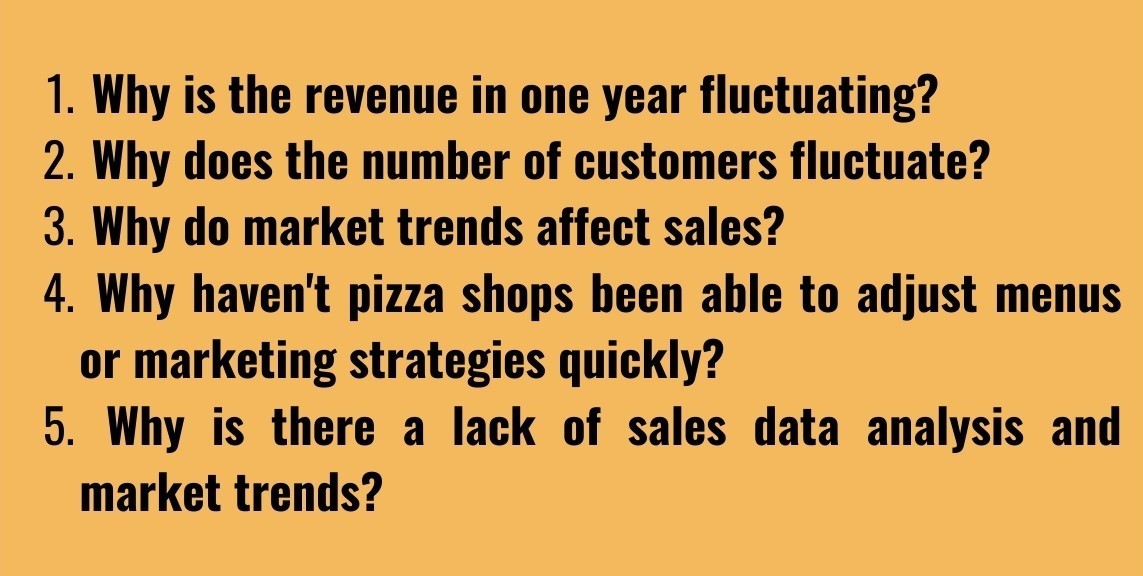 1. Why is the revenue in one year fluctuating?
2. Why does the number of customers fluctuate?
3. Why do market trends affect sales?
4. Why haven't pizza shops been able to adjust menus
or marketing strategies quickly?
5. Why is there a lack of sales data analysis and
market trends?